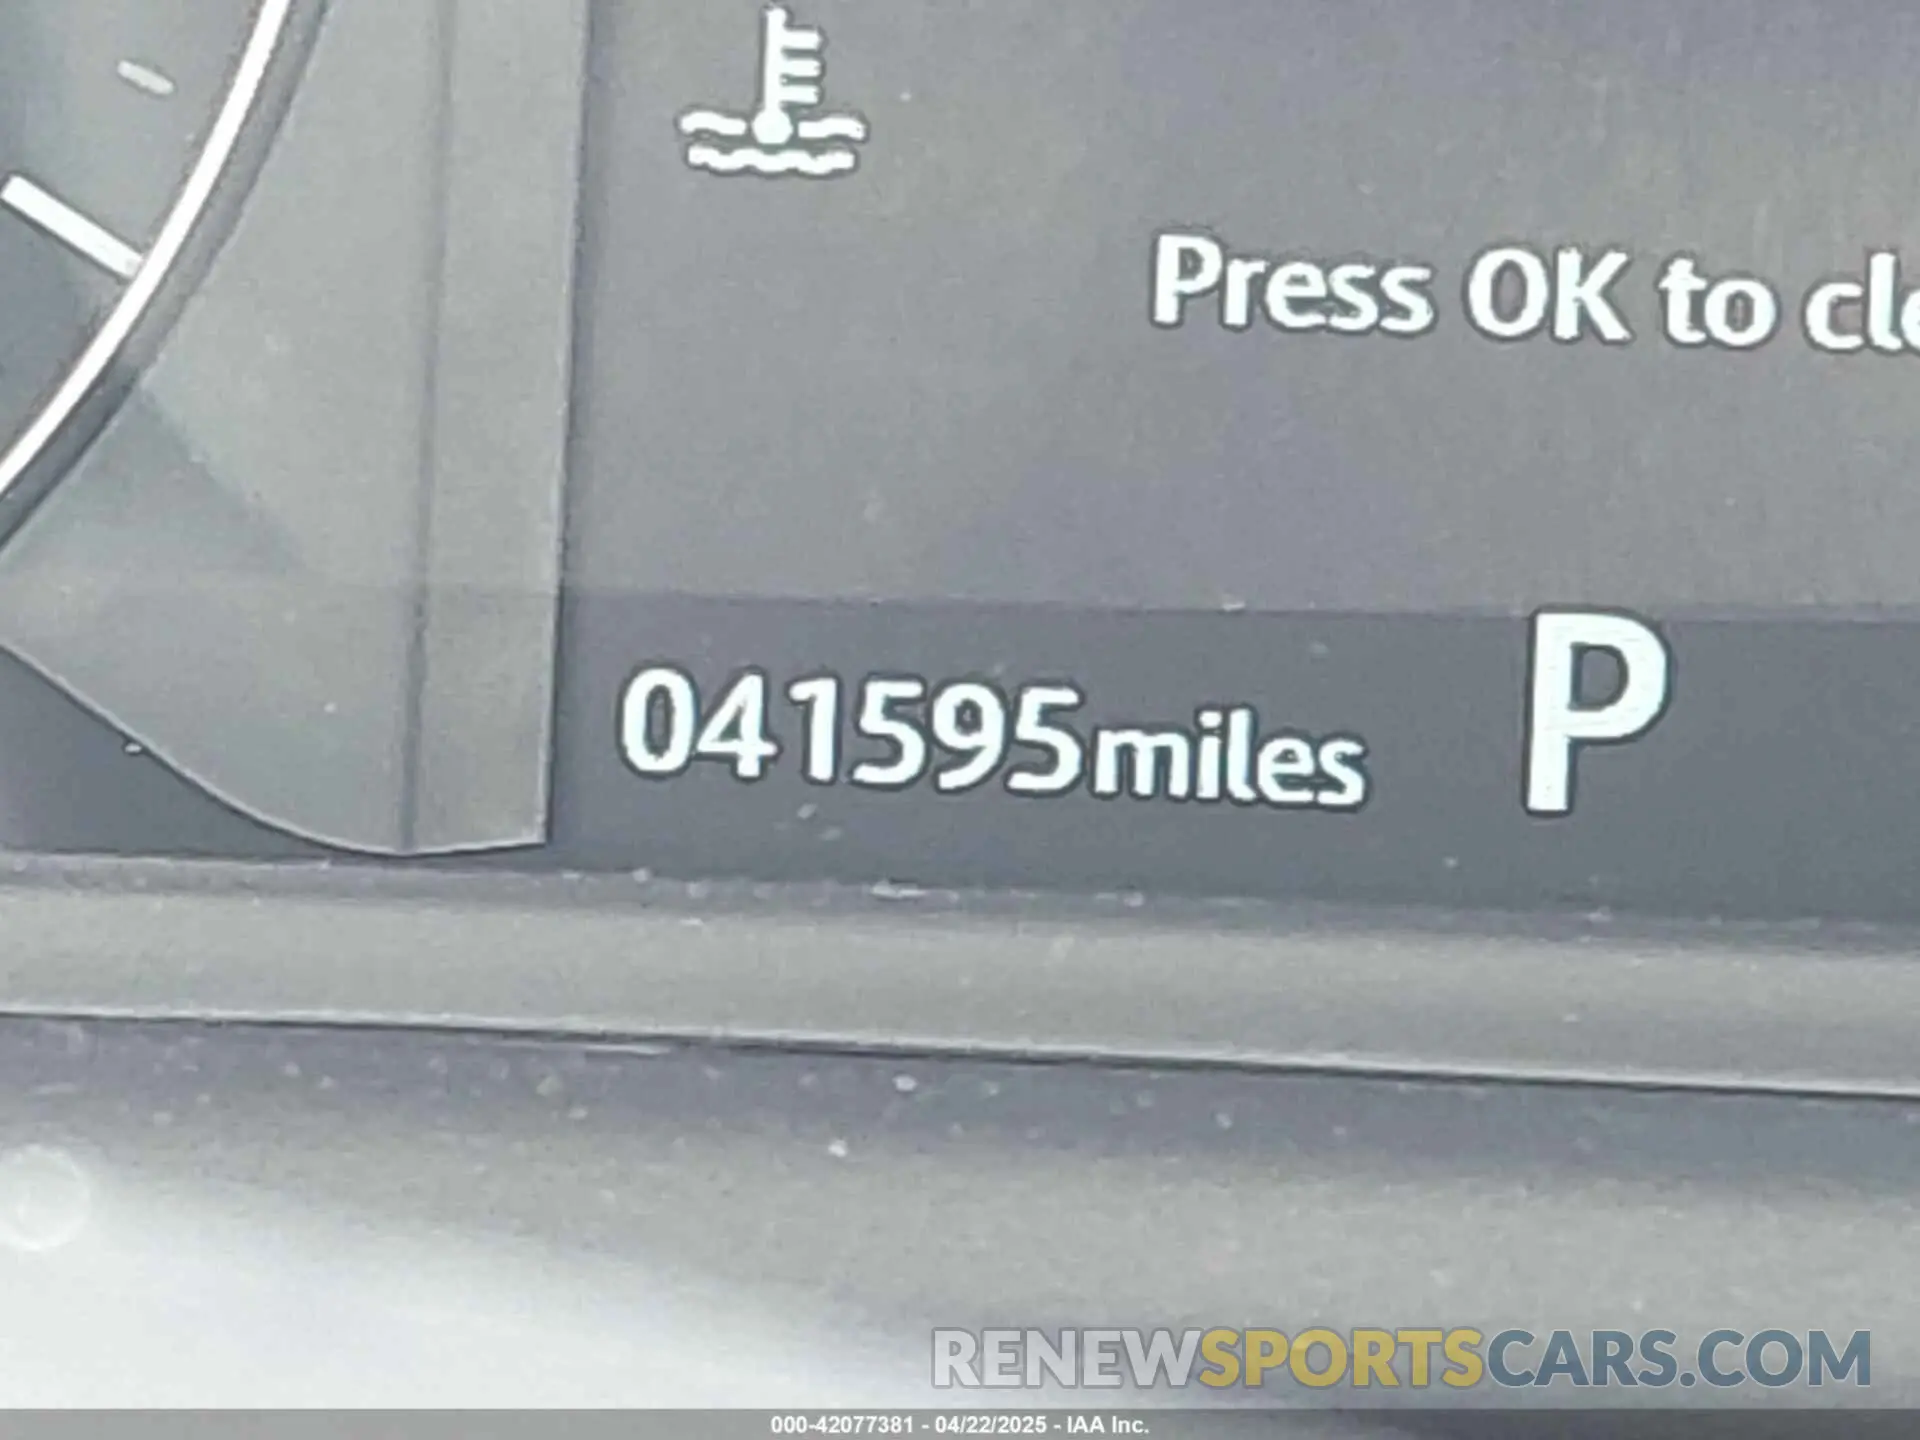 Press OK to cle
041595miles P
RENEWSPORTSCARS.COM
000-42077381 - 04/22/2025 - IAA Inc.